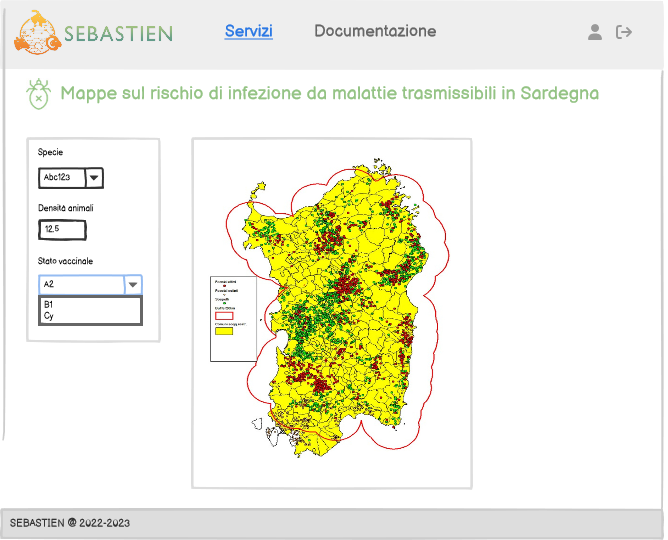 SEBASTIEN
Servizi
Documentazione
Mappe sul rischio di infezione da malattie trasmissibili in Sardegna
Specie
Abc123
Densità animali
12,5
Stato vaccinale
A2
B1
Cy
SEBASTIEN @ 2022-2023